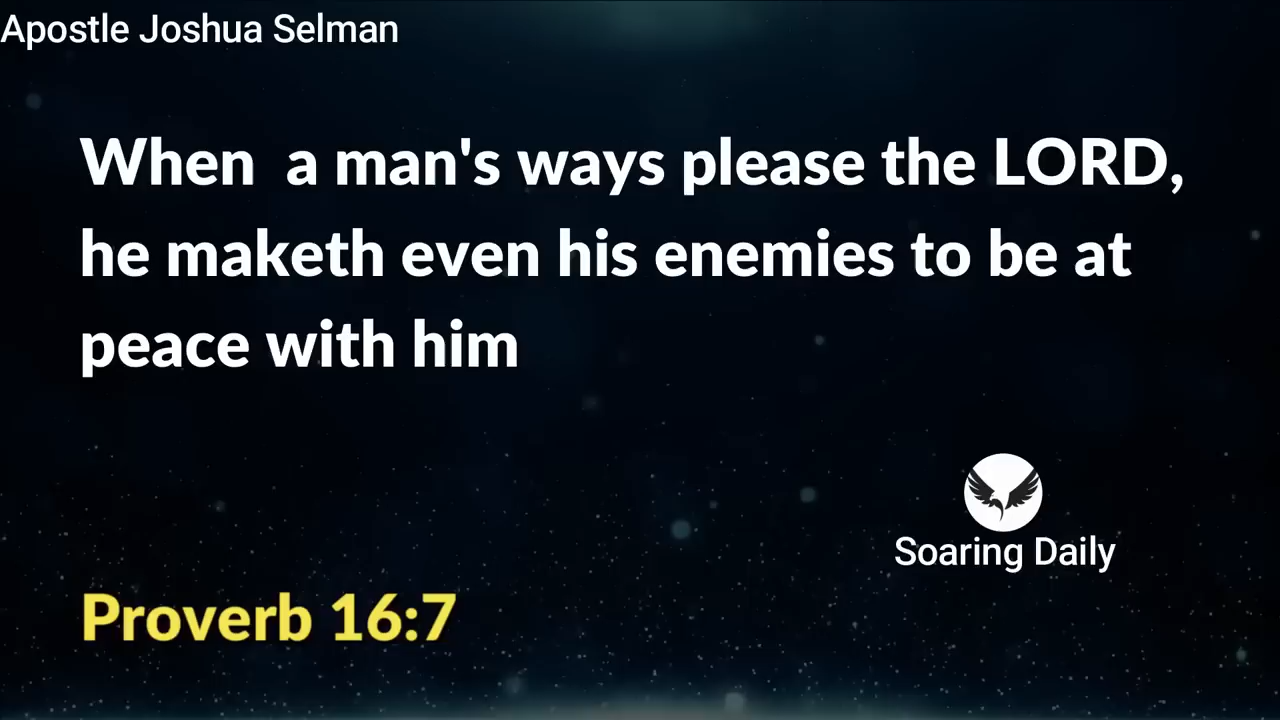 Apostle Joshua Selman
When  a man's ways please the LORD,
he maketh even his enemies to be at
peace with him
Soaring Daily
Proverb 16:7